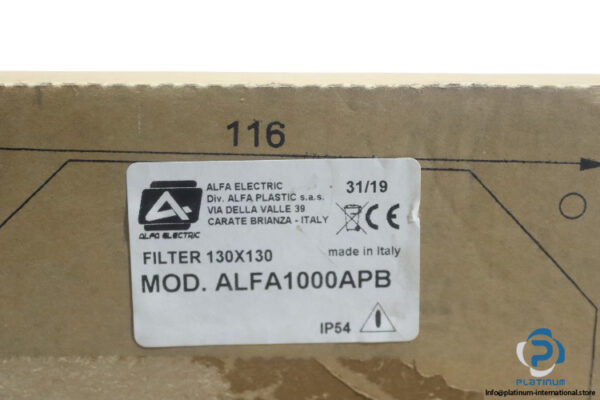 116
ALFA ELECTRIC
Div. ALFA PLASTIC s.a.s.
VIA DELLA VALLE 39
CARATE BRIANZA - ITALY
31/19
CE
ALFA ELECTRIC
FILTER 130X130
made in Italy
MOD. ALFA1000APB
IP54
PLATINUM
https://platinum-international.store